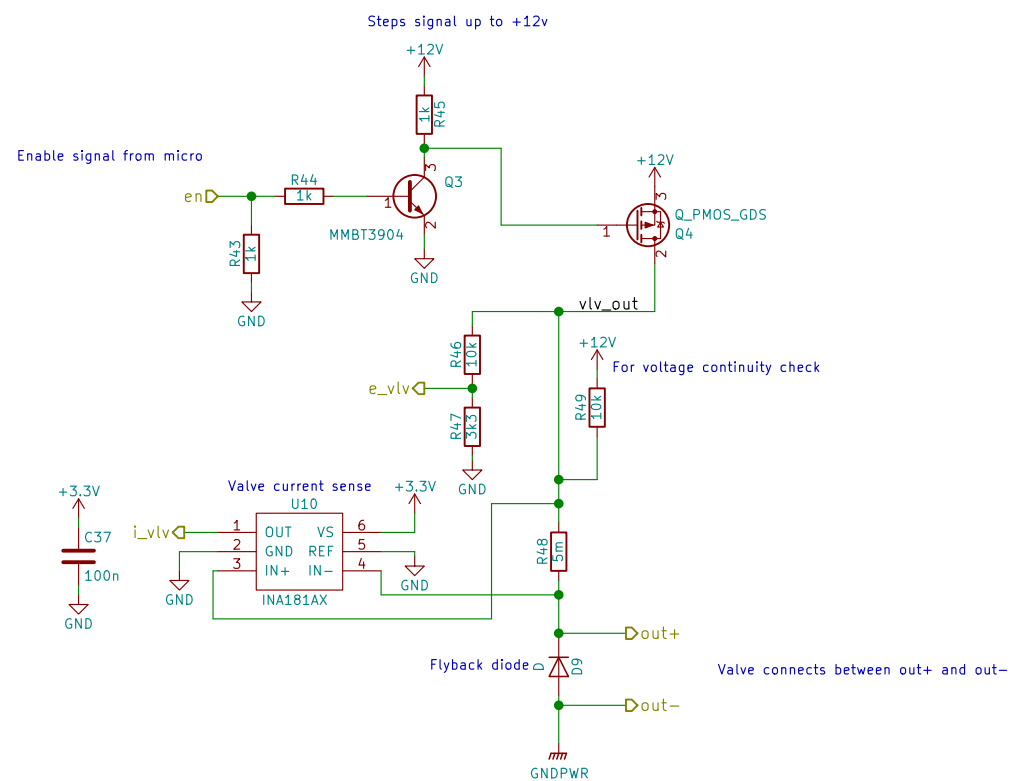 Steps signal up to +12v
+12V
1k
R45
Enable signal from micro
en
R44
1k
3
Q3
1
MMBT3904
2
GND
R43
1k
GND
+12V
3
Q_PMOS_GDS
Q4
1
2
vlv_out
R46
10k
e_vlv
R47
3k3
GND
+12V
For voltage continuity check
R49
10k
Valve current sense
+3.3V
C37
100n
GND
U10
+3.3V
i_vlv
1
OUT
VS
6
2
GND
REF
5
3
IN+
IN-
4
INA181AX
GND
GND
R48
5m
out+
Flyback diode
D
D9
Valve connects between out+ and out-
out-
GNDPWR